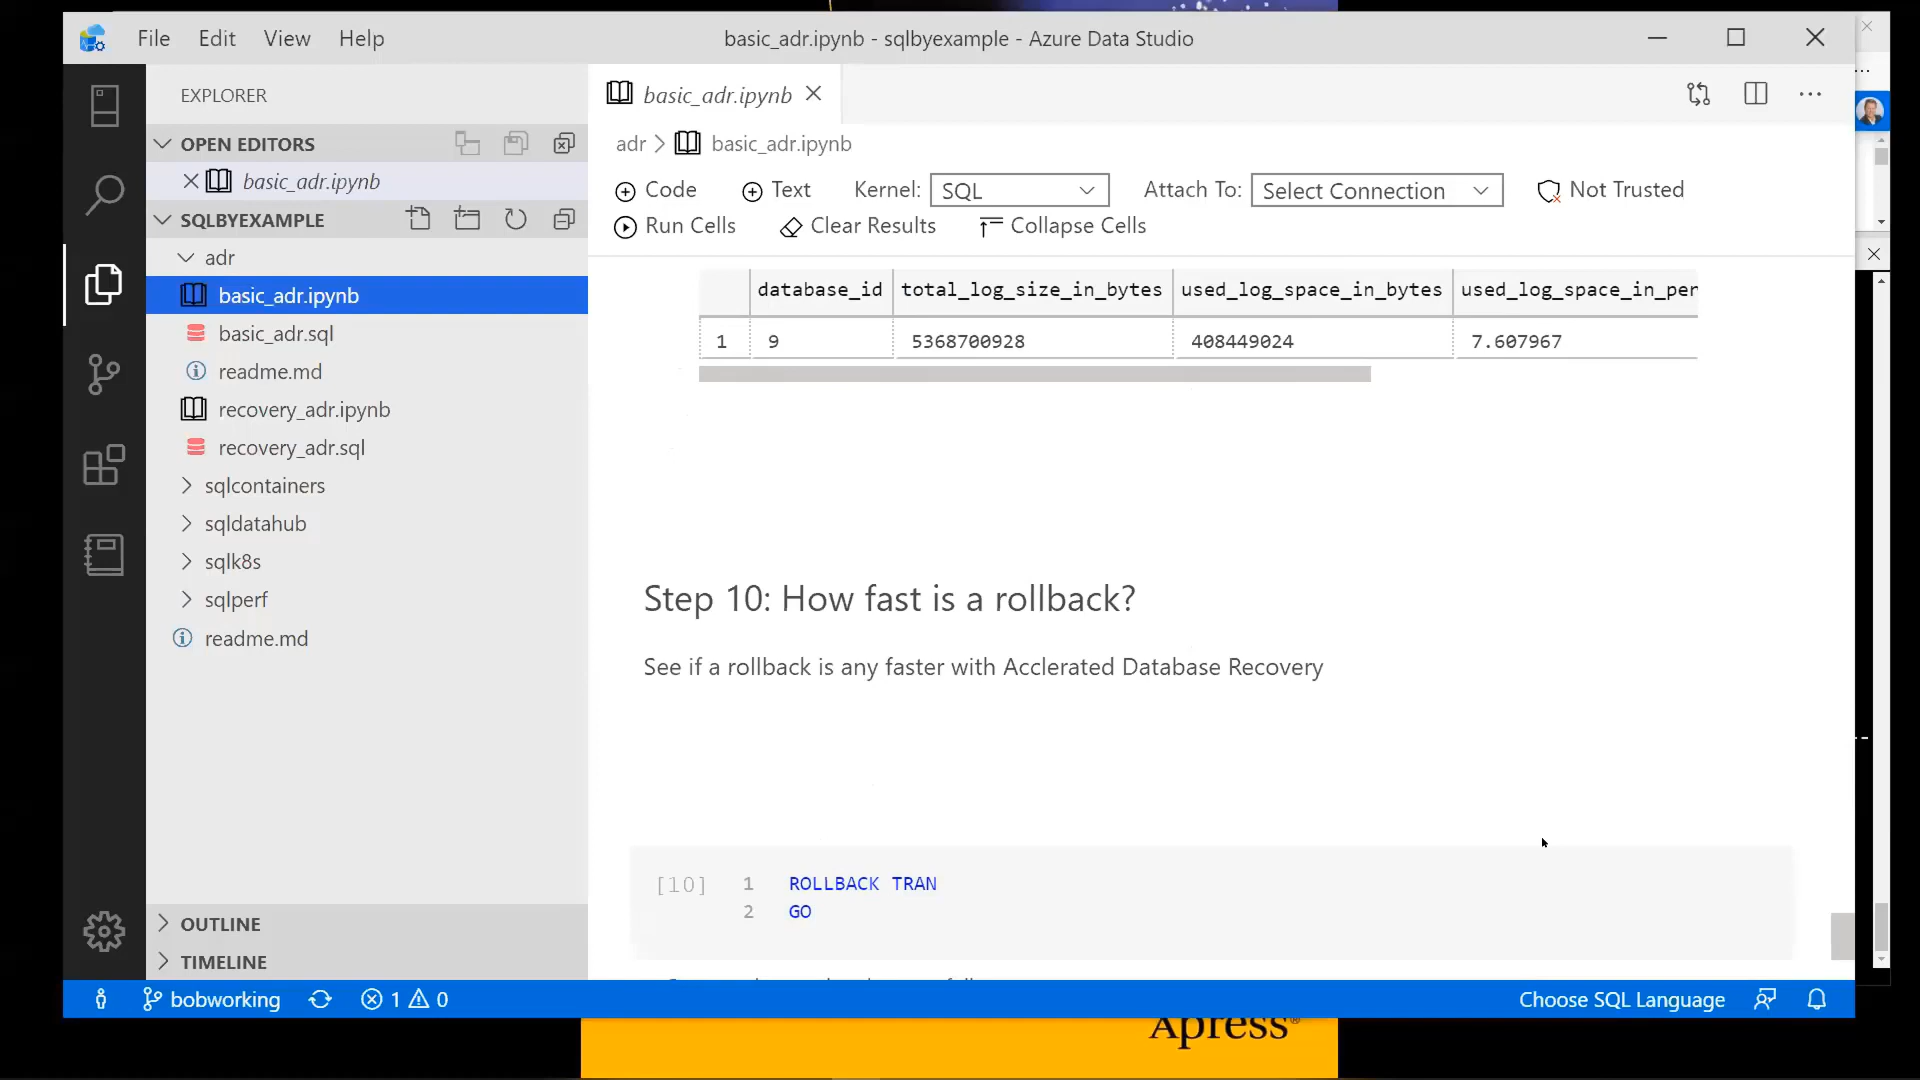 File Edit View Help
basic_adr.ipynb - sqlbyexample - Azure Data Studio
EXPLORER
OPEN EDITORS
basic_adr.ipynb
SQLBYEXAMPLE
adr
basic_adr.ipynb
basic_adr.sql
readme.md
recovery_adr.ipynb
recovery_adr.sql
sqlcontainers
sqldatahub
sqlk8s
sqlperf
readme.md
OUTLINE
TIMELINE
basic_adr.ipynb
adr > basic_adr.ipynb
Code Text Kernel: SQL Attach To: Select Connection Not Trusted
Run Cells Clear Results Collapse Cells
database_id total_log_size_in_bytes used_log_space_in_bytes used_log_space_in_per
1 9 5368700928 408449024 7.607967
Step 10: How fast is a rollback?
See if a rollback is any faster with Acclerated Database Recovery
[10] 1 ROLLBACK TRAN
2 GO
bobworking 1 0 Choose SQL Language
Apress®